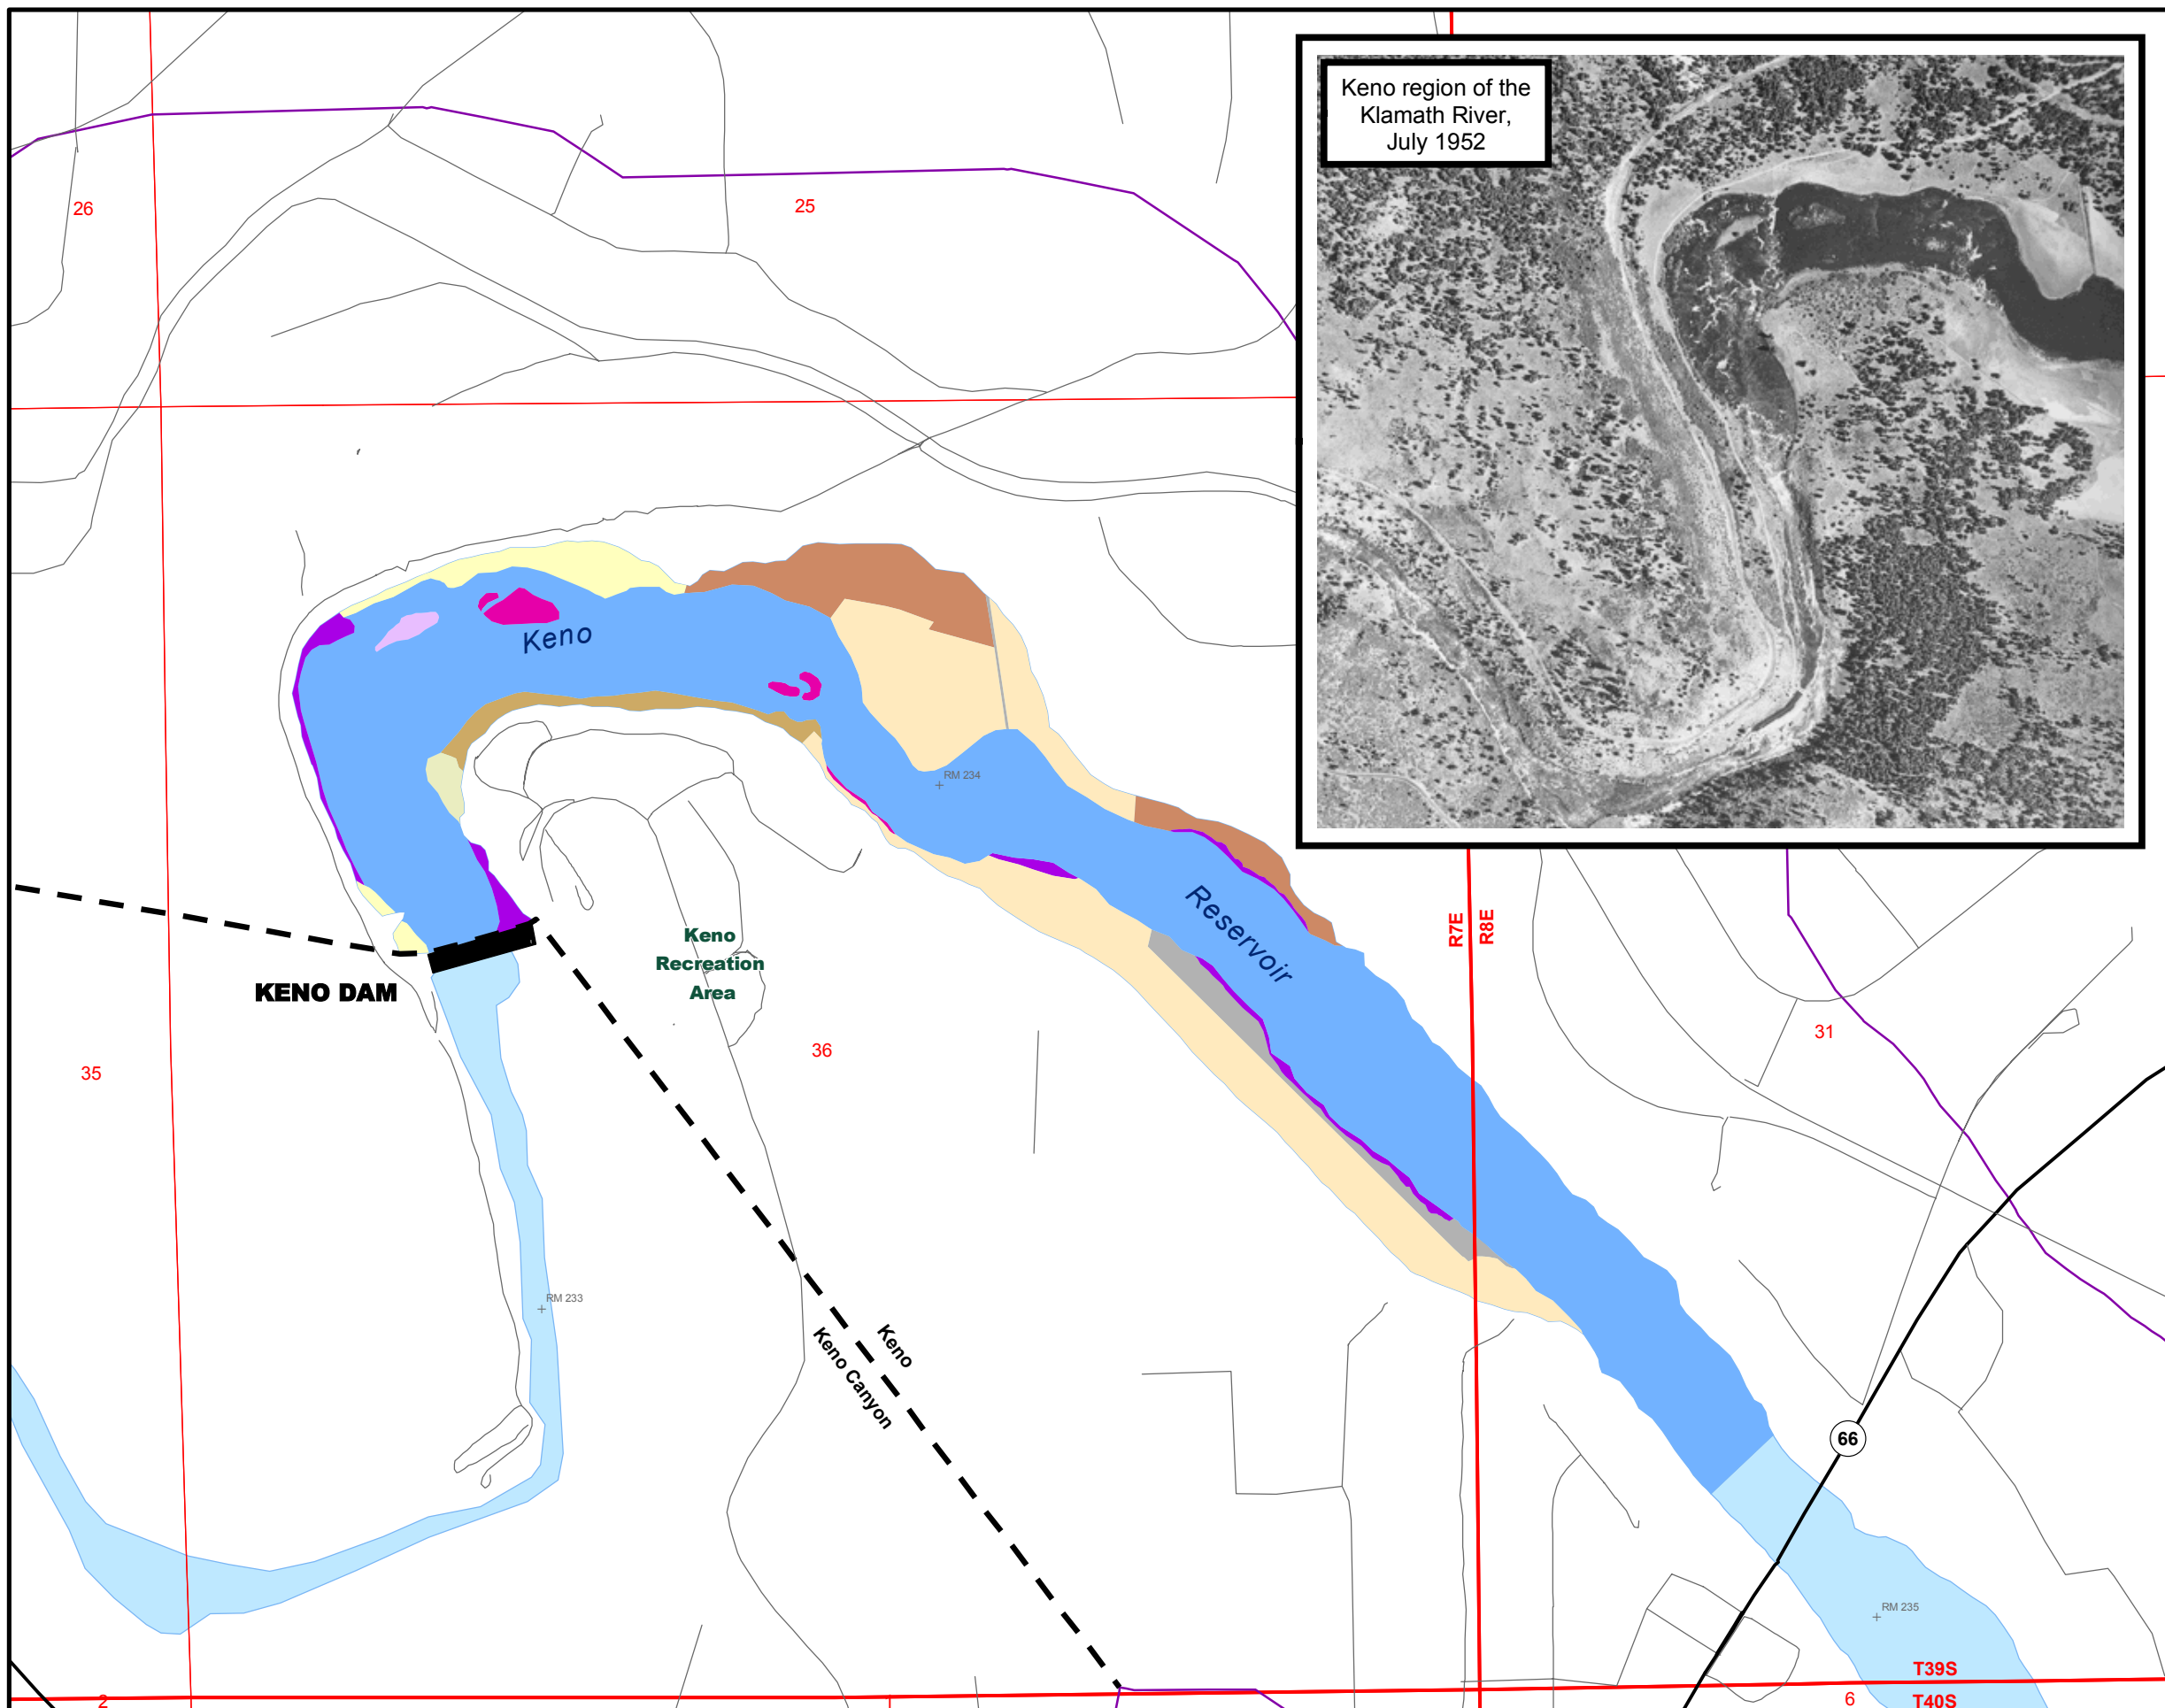 Keno region of the
Klamath River,
July 1952
26
25
Keno
RM 234
Reservoir
R7E
R8E
Keno
Recreation
Area
KENO DAM
31
36
35
RM 233
Keno
Keno Canyon
66
RM 235
T39S
2
6
T40S